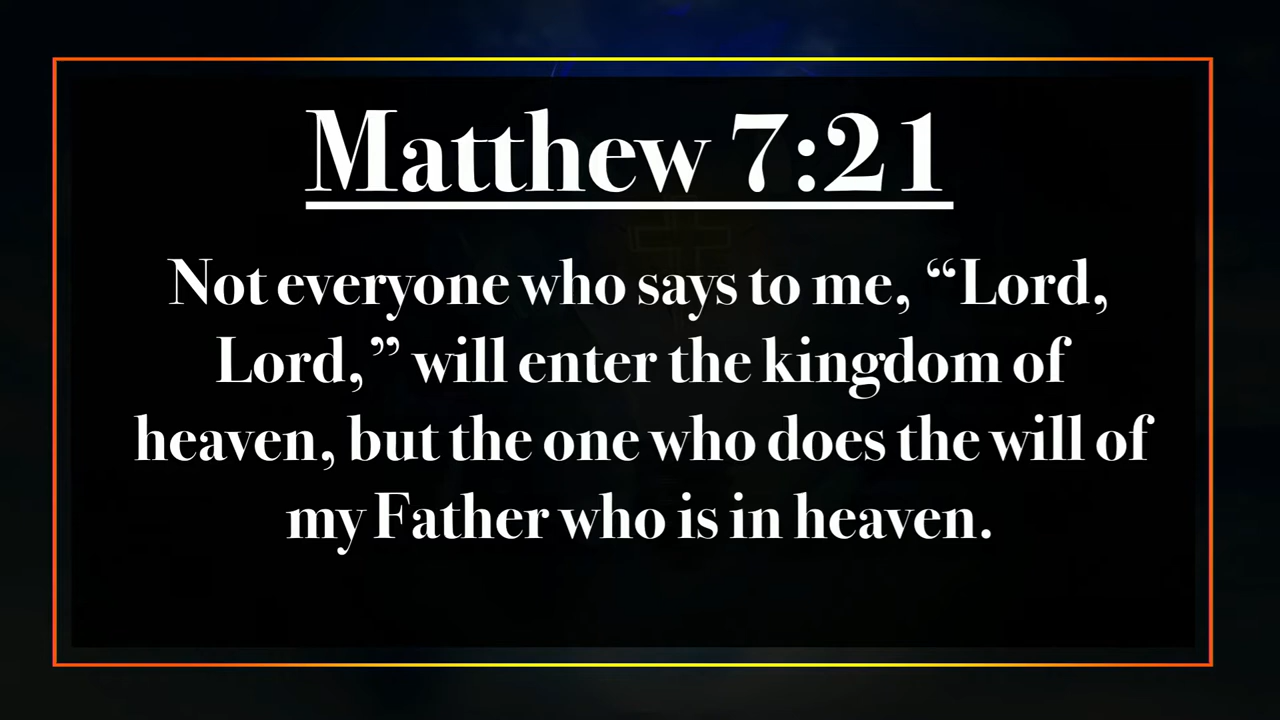 Matthew 7:21
Not everyone who says to me, “Lord,
Lord,” will enter the kingdom of
heaven, but the one who does the will of
my Father who is in heaven.